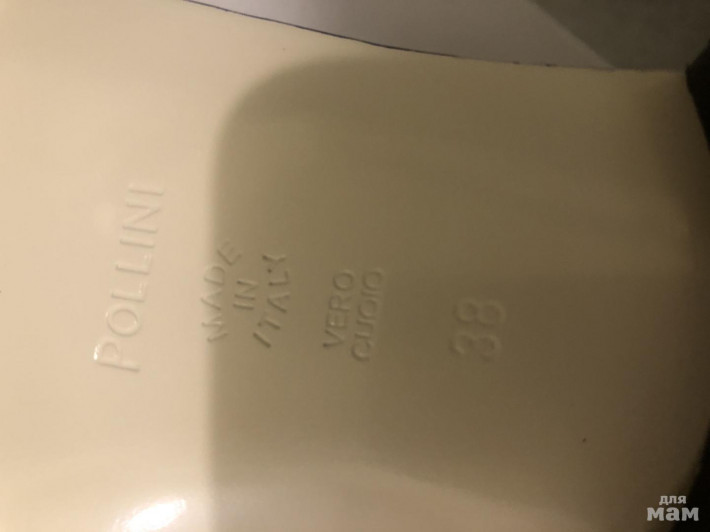 POLLINI
MADE
IN
ITALY
VERO
CUOIO
38
для
мам